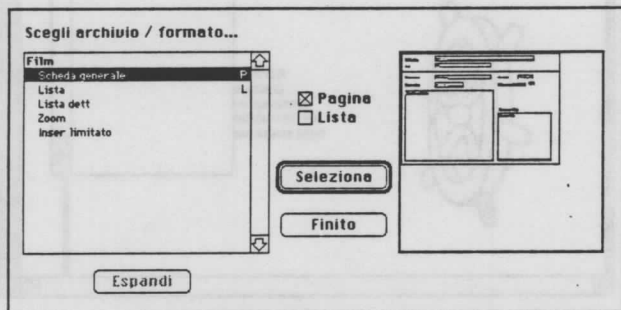 Scegli archivio / formato...
Film
Scheda generale P
Lista L
Lista dett
Zoom
Inser limitato
Pagina
Lista
Seleziona
Finito
Espandi